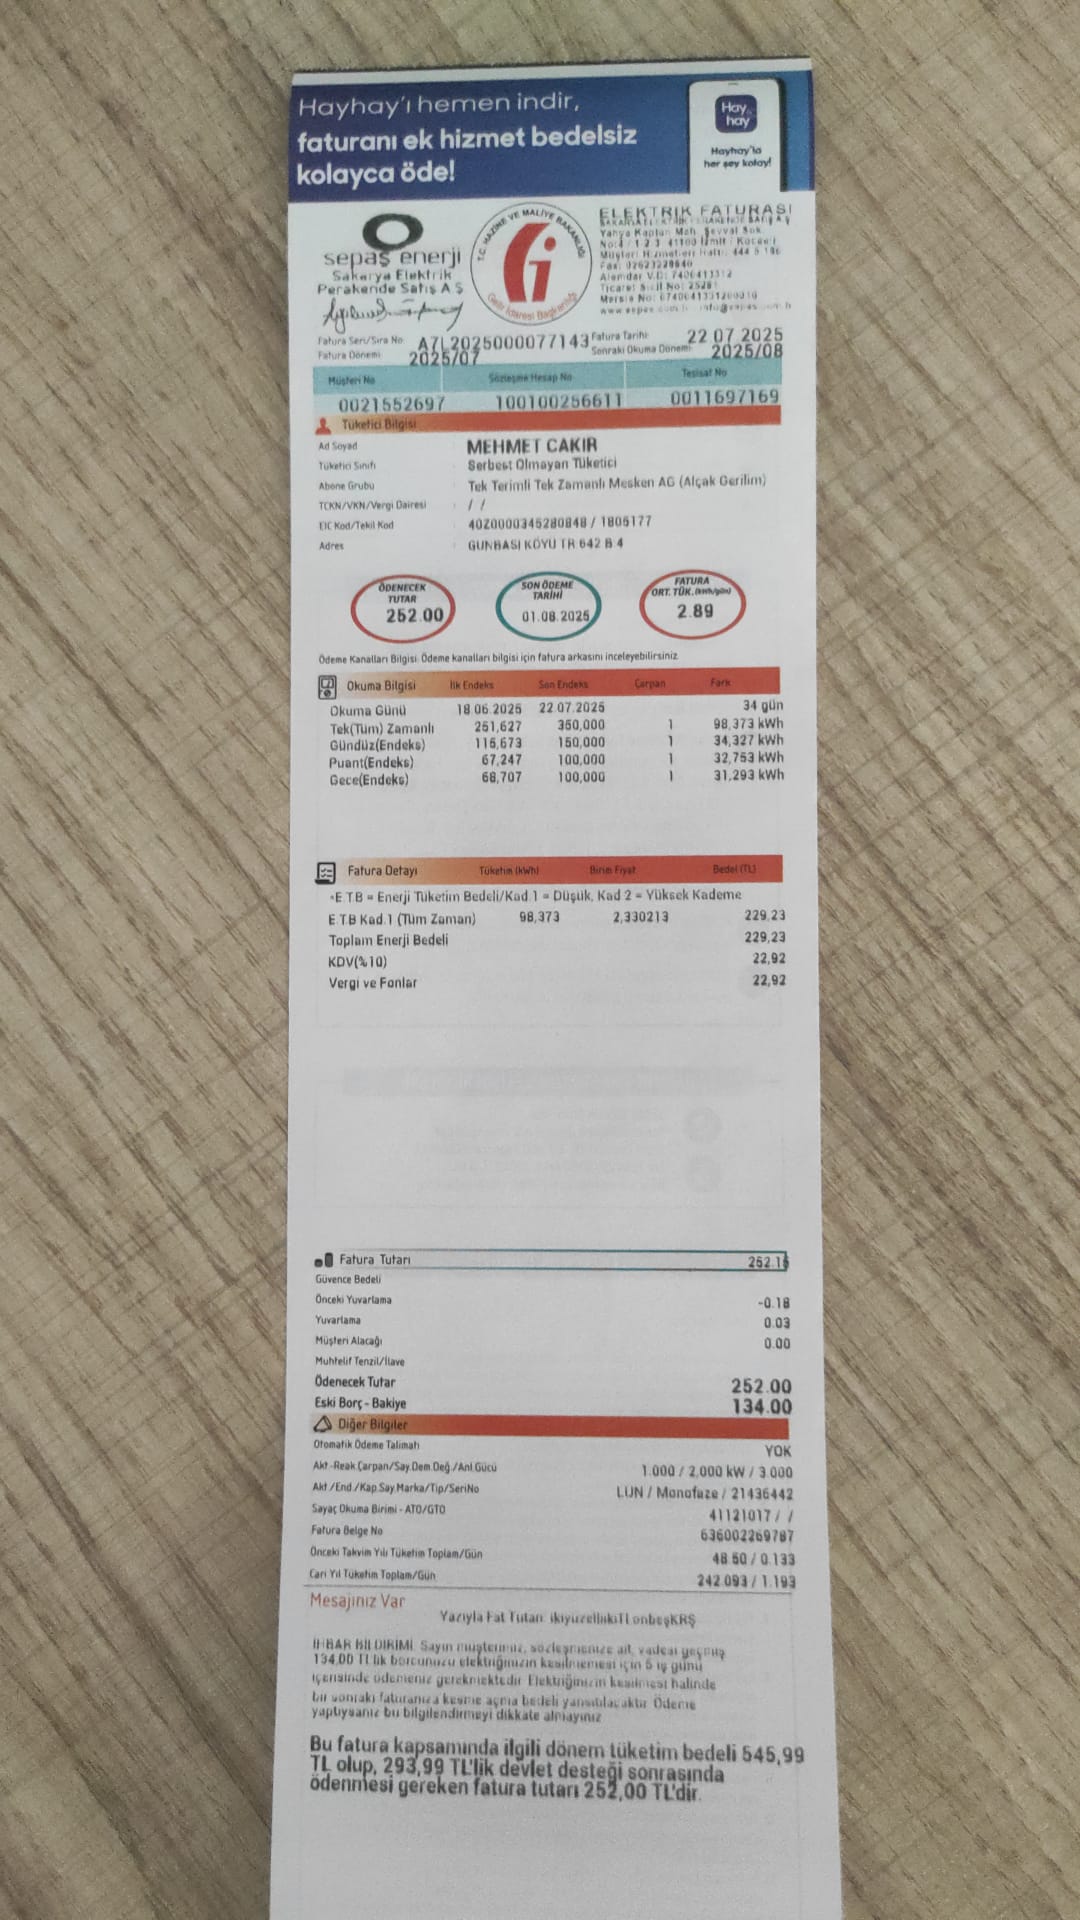 Hayhay'ı hemen indir,
faturanı ek hizmet bedelsiz
kolayca öde!
Hay
hay
Hayhay'la
her şey kolay!
sepaş enerji
Sakarya Elektrik
Perakende Satış A Ş
T.C. HAZİNE VE MALİYE BAKANLIĞI
Gelir İdaresi Başkanlığı
ELEKTRIK FATURASI
Yahya Kaptan Mah. Şevval Sok.
No:4 / 1 2 3 41100 İzmit / Kocaeli
Müşteri Hizmetleri Hattı: 444 5 186
Fax: 02623228640
Alemdar V.D: 7406413312
Ticaret Sicil No: 25281
Mersis No:
Fatura Seri/Sıra No A7L2025000077143
Fatura Tarihi 22 07 2025
Fatura Dönemi 2025/07
Sonraki Okuma Dönemi 2025/08
Müşteri No Sözleşme Hesap No Tesisat No
0021552697 100100256611 0011697169
Tüketici Bilgisi
Ad Soyad MEHMET CAKIR
Tüketici Sınıfı : Serbest Olmayan Tüketici
Abone Grubu : Tek Terimli Tek Zamanlı Mesken AG (Alçak Gerilim)
TCKN/VKN/Vergi Dairesi : / /
EIC Kod/Tekil Kod : 40Z0000345280848 / 1805177
Adres : GUNBASI KOYU TR 642 B 4
ÖDENECEK
TUTAR
252.00
SON ÖDEME
TARİHİ
01.08.2025
FATURA
ORT. TÜK.(kWh/gün)
2.89
Ödeme Kanalları Bilgisi: Ödeme kanalları bilgisi için fatura arkasını inceleyebilirsiniz.
Okuma Bilgisi İlk Endeks Son Endeks Çarpan Fark
Okuma Günü 18.06.2025 22.07.2025 34 gün
Tek(Tüm) Zamanlı 251,627 350,000 1 98,373 kWh
Gündüz(Endeks) 115,673 150,000 1 34,327 kWh
Puant(Endeks) 67,247 100,000 1 32,753 kWh
Gece(Endeks) 68,707 100,000 1 31,293 kWh
Fatura Detayı Tüketim (kWh) Birim Fiyat Bedel (TL)
*E.T.B = Enerji Tüketim Bedeli/Kad.1 = Düşük, Kad 2 = Yüksek Kademe
E.T.B Kad.1 (Tüm Zaman) 98,373 2,330213 229,23
Toplam Enerji Bedeli 229,23
KDV(%10) 22,92
Vergi ve Fonlar 22,92
Fatura Tutarı 252.15
Güvence Bedeli
Önceki Yuvarlama -0.18
Yuvarlama 0.03
Müşteri Alacağı 0.00
Muhtelif Tenzil/İlave
Ödenecek Tutar 252.00
Eski Borç - Bakiye 134.00
Diğer Bilgiler
Otomatik Ödeme Talimatı YOK
Akt-Reak.Çarpan/Say.Dem.Değ./Anl.Gücü 1.000 / 2,000 kW / 3.000
Akt./End./Kap.Say.Marka/Tip/SeriNo LUN / Monofaze / 21436442
Sayaç Okuma Birimi - ATO/GTO 41121017 / /
Fatura Belge No 636002269787
Önceki Takvim Yılı Tüketim Toplam/Gün 48.50 / 0.133
Cari Yıl Tüketim Toplam/Gün 242.093 / 1.193
Mesajınız Var
Yazıyla Fat Tutarı: ikiyüzelliikiTLonbeşKRŞ
İHBAR BİLDİRİMİ: Sayın müşterimiz, sözleşmenize ait, vadesi geçmiş
134.00 TL'lik borcunuzu elektriğinizin kesilmemesi için 5 iş günü
içerisinde ödemeniz gerekmektedir. Elektriğinizin kesilmesi halinde
bir sonraki faturanıza kesme açma bedeli yansıtılacaktır. Ödeme
yaptıysanız bu bilgilendirmeyi dikkate almayınız
Bu fatura kapsamında ilgili dönem tüketim bedeli 545,99
TL olup, 293,99 TL'lik devlet desteği sonrasında
ödenmesi gereken fatura tutarı 252,00 TL'dir.